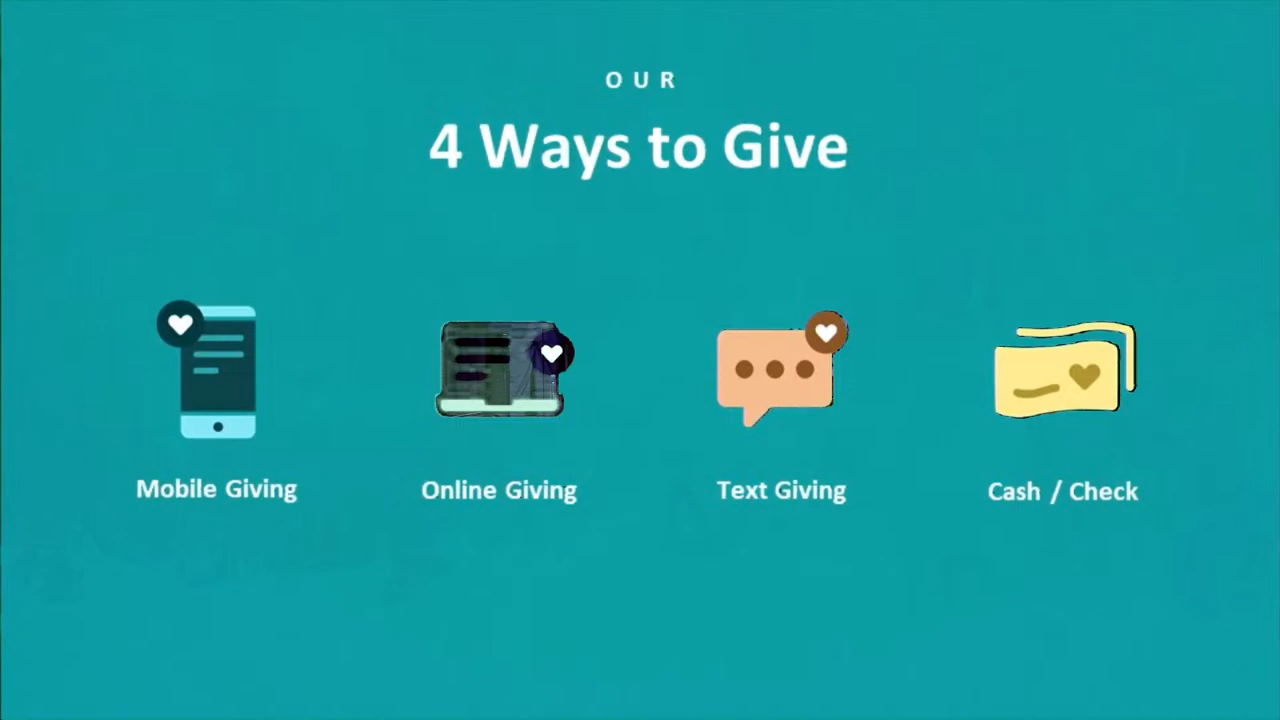 OUR
4 Ways to Give
Mobile Giving
Online Giving
Text Giving
Cash / Check